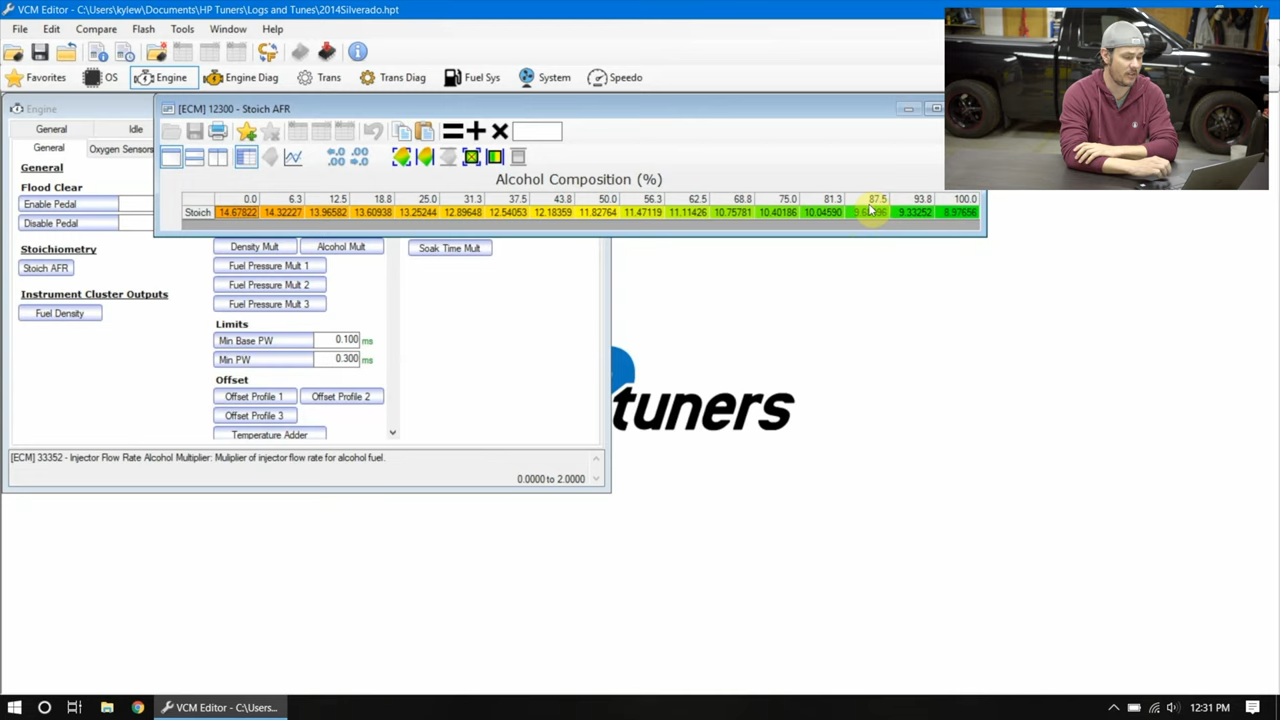 VCM Editor - C:\Users\kylew\Documents\HP Tuners\Logs and Tunes\2014Silverado.hpt
File Edit Compare Flash Tools Window Help
Favorites OS Engine Engine Diag Trans Trans Diag Fuel Sys System Speedo
Engine
[ECM] 12300 - Stoich AFR
General Idle
General Oxygen Sensors
General
Flood Clear
Enable Pedal
Disable Pedal
Stoichiometry
Stoich AFR
Instrument Cluster Outputs
Fuel Density
Alcohol Composition (%)
0.0 6.3 12.5 18.8 25.0 31.3 37.5 43.8 50.0 56.3 62.5 68.8 75.0 81.3 87.5 93.8 100.0
Stoich 14.67822 14.32227 13.96582 13.60938 13.25244 12.89648 12.54053 12.18359 11.82764 11.47119 11.11426 10.75781 10.40186 10.04590 9.33252 8.97656
Density Mult Alcohol Mult
Soak Time Mult
Fuel Pressure Mult 1
Fuel Pressure Mult 2
Fuel Pressure Mult 3
Limits
Min Base PW 0.100 ms
Min PW 0.300 ms
Offset
Offset Profile 1 Offset Profile 2
Offset Profile 3
Temperature Adder
tuners
[ECM] 33352 - Injector Flow Rate Alcohol Multiplier: Muliplier of injector flow rate for alcohol fuel.
0.0000 to 2.0000
VCM Editor - C:\Users...
12:31 PM